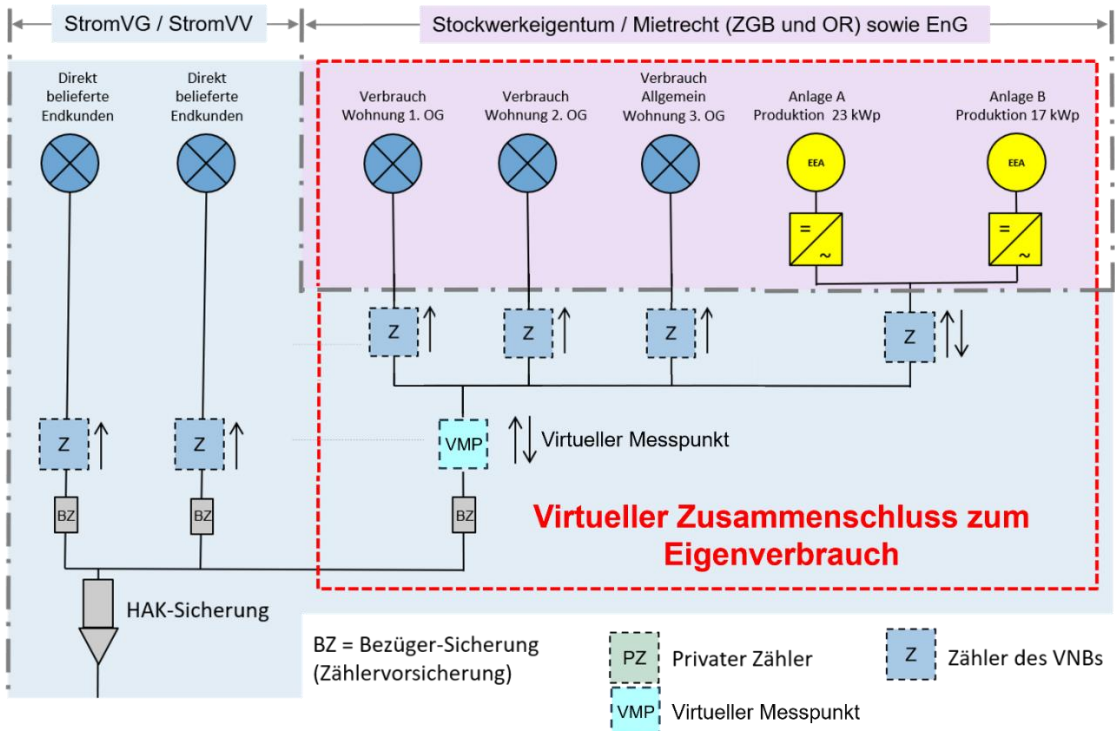 StromVG / StromVV
Stockwerkeigentum / Mietrecht (ZGB und OR) sowie EnG
Direkt
belieferte
Endkunden
Direkt
belieferte
Endkunden
Verbrauch
Wohnung 1. OG
Verbrauch
Wohnung 2. OG
Verbrauch
Allgemein
Wohnung 3. OG
Anlage A
Produktion 23 kWp
Anlage B
Produktion 17 kWp
EEA
EEA
=
~
=
~
Z
Z
Z
Z
Z
Z
VMP
Virtueller Messpunkt
BZ
BZ
BZ
Virtueller Zusammenschluss zum
Eigenverbrauch
HAK-Sicherung
BZ = Bezüger-Sicherung
(Zählervorsicherung)
PZ
Privater Zähler
Z
Zähler des VNBs
VMP
Virtueller Messpunkt